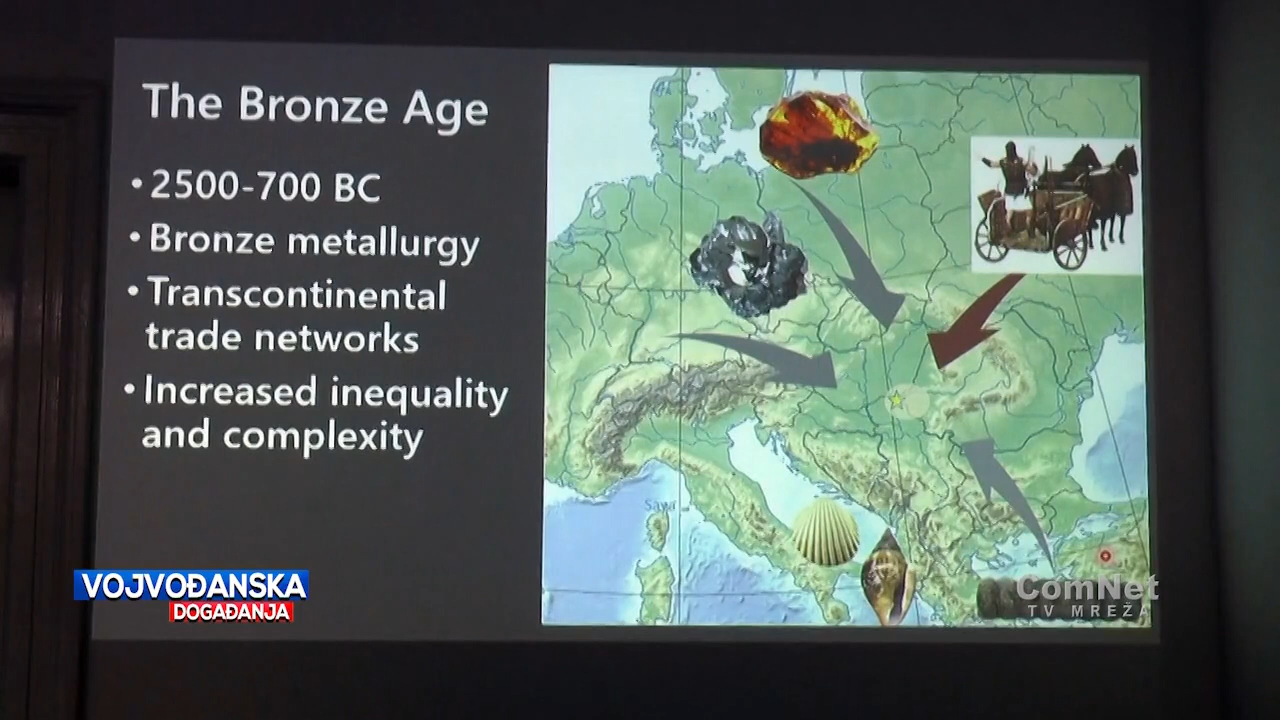 The Bronze Age
• 2500-700 BC
• Bronze metallurgy
• Transcontinental
trade networks
• Increased inequality
and complexity
VOJVOĐANSKA
DOGAĐANJA
ComNet
TV MREŽA